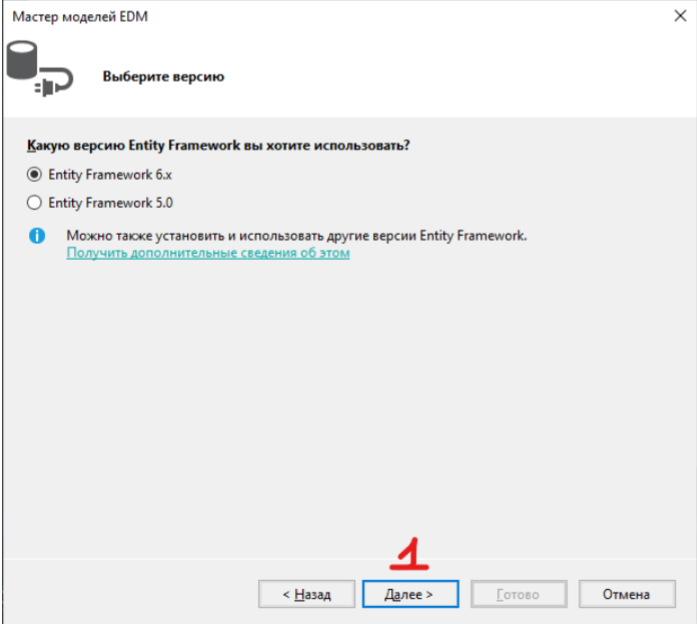 Мастер моделей EDM
Выберите версию
Какую версию Entity Framework вы хотите использовать?
Entity Framework 6.x
Entity Framework 5.0
Можно также установить и использовать другие версии Entity Framework.
Получить дополнительные сведения об этом
1
< Назад Далее > Готово Отмена